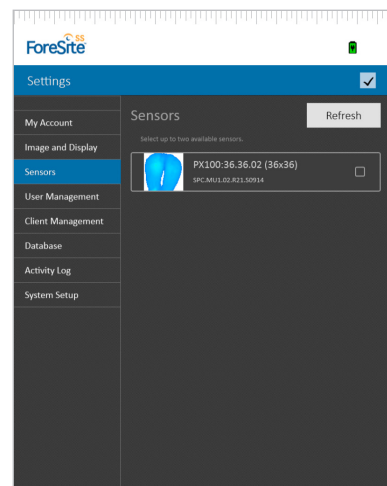 ForeSite SS
Settings
My Account
Image and Display
Sensors
User Management
Client Management
Database
Activity Log
System Setup
Sensors
Refresh
Select up to two available sensors.
PX100:36.36.02 (36x36)
SPC.MU1.02.R21.S0914